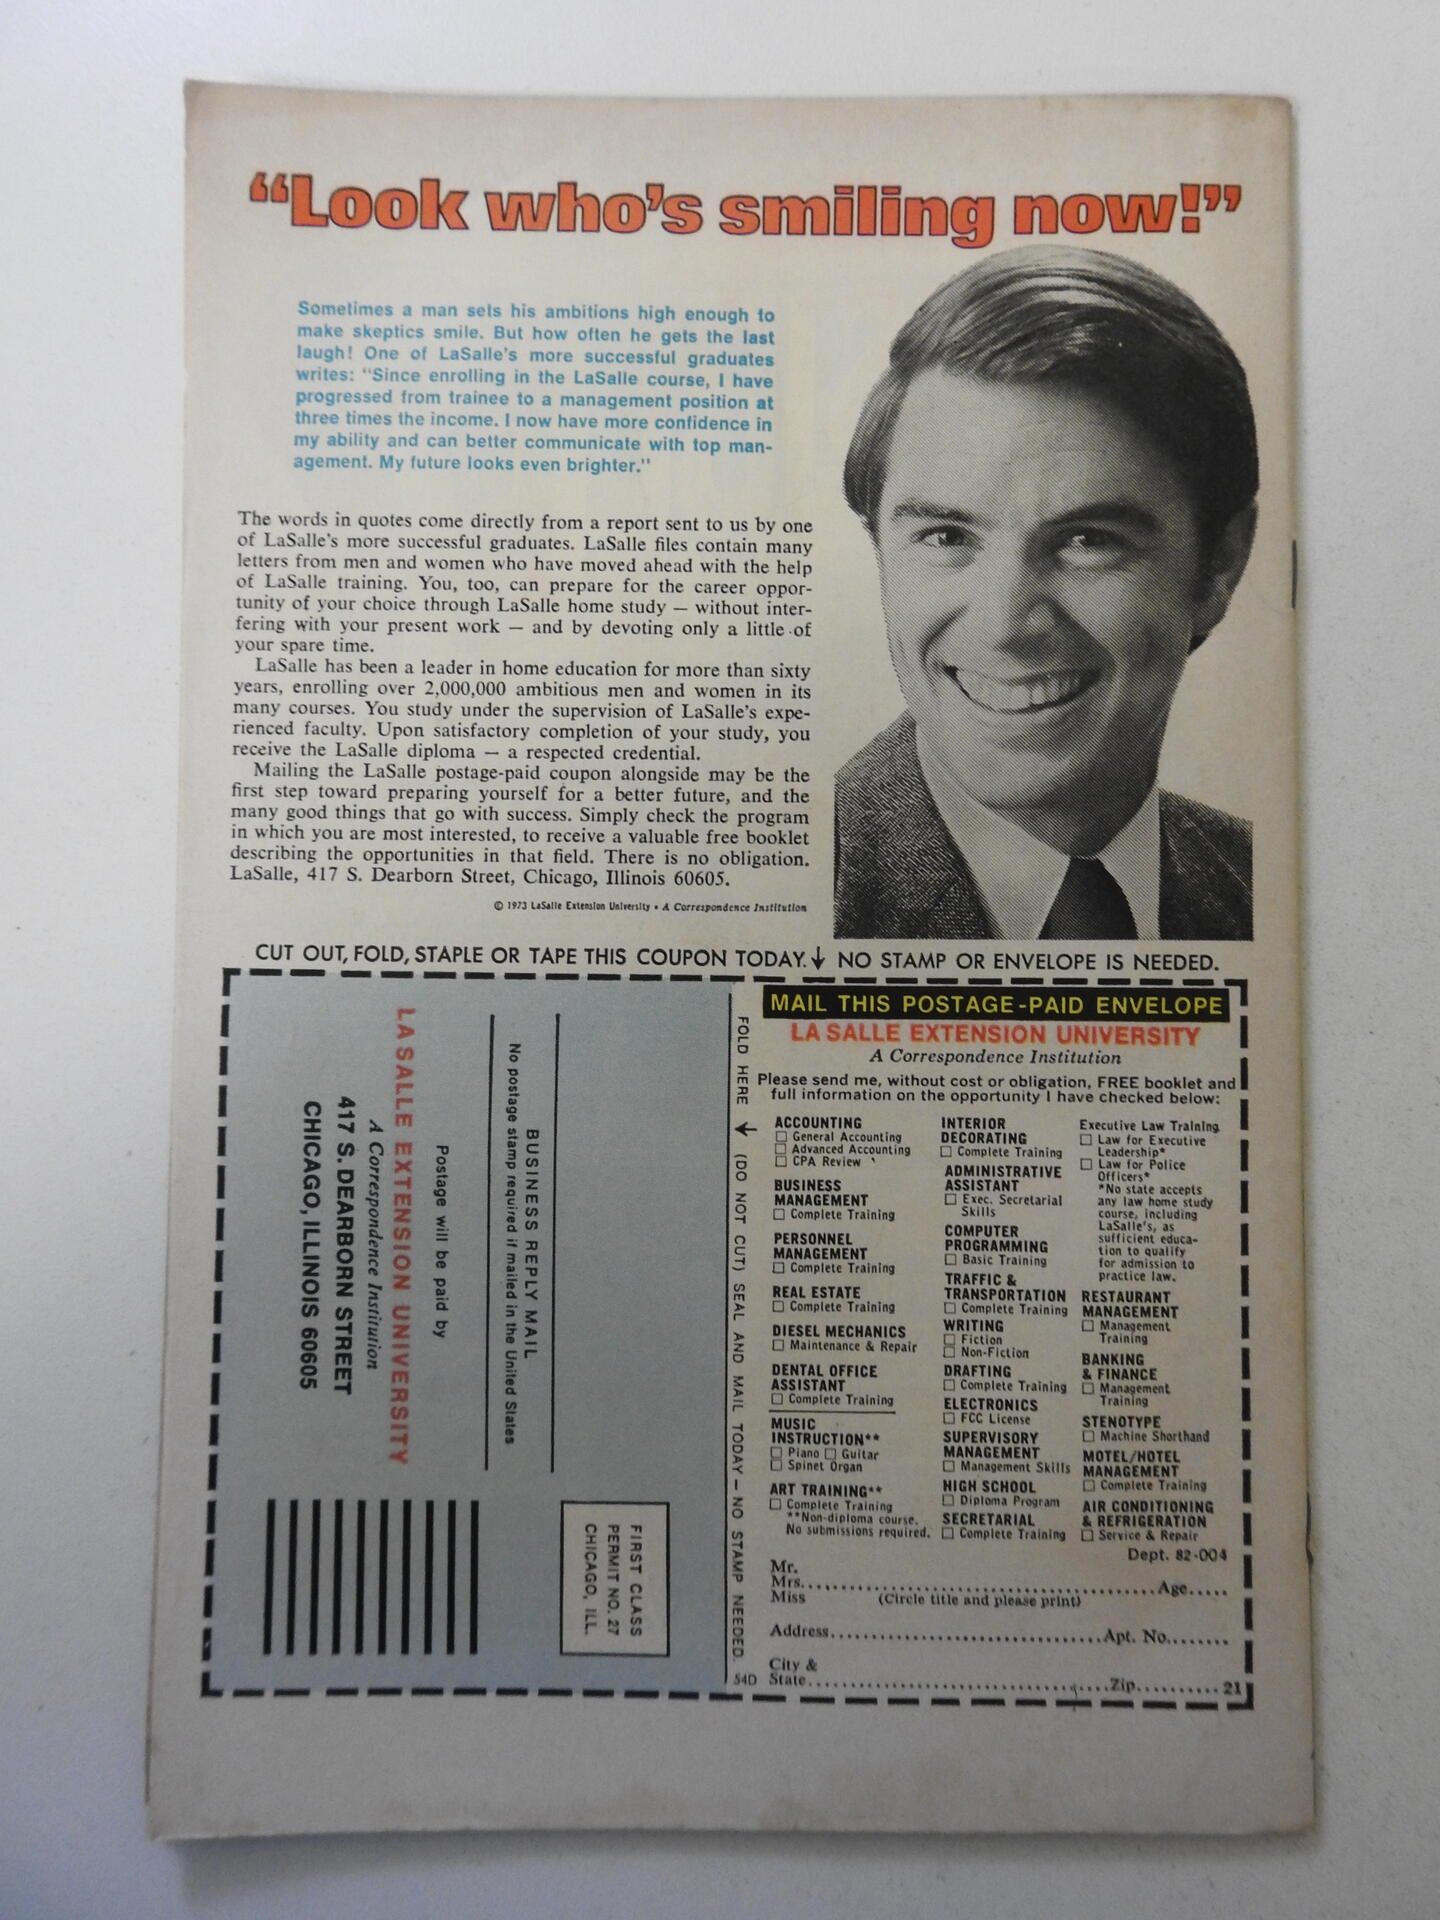 “Look who’s smiling now!”
Sometimes a man sets his ambitions high enough to
make skeptics smile. But how often he gets the last
laugh! One of LaSalle's more successful graduates
writes: "Since enrolling in the LaSalle course, I have
progressed from trainee to a management position at
three times the income. I now have more confidence in
my ability and can better communicate with top man-
agement. My future looks even brighter."
The words in quotes come directly from a report sent to us by one
of LaSalle's more successful graduates. LaSalle files contain many
letters from men and women who have moved ahead with the help
of LaSalle training. You, too, can prepare for the career oppor-
tunity of your choice through LaSalle home study — without inter-
fering with your present work — and by devoting only a little of
your spare time.
LaSalle has been a leader in home education for more than sixty
years, enrolling over 2,000,000 ambitious men and women in its
many courses. You study under the supervision of LaSalle's expe-
rienced faculty. Upon satisfactory completion of your study, you
receive the LaSalle diploma — a respected credential.
Mailing the LaSalle postage-paid coupon alongside may be the
first step toward preparing yourself for a better future, and the
many good things that go with success. Simply check the program
in which you are most interested, to receive a valuable free booklet
describing the opportunities in that field. There is no obligation.
LaSalle, 417 S. Dearborn Street, Chicago, Illinois 60605.
© 1973 LaSalle Extension University • A Correspondence Institution
CUT OUT, FOLD, STAPLE OR TAPE THIS COUPON TODAY. NO STAMP OR ENVELOPE IS NEEDED.
FIRST CLASS
PERMIT NO. 27
CHICAGO, ILL.
BUSINESS REPLY MAIL
No postage stamp required if mailed in the United States
Postage will be paid by
LA SALLE EXTENSION UNIVERSITY
A Correspondence Institution
417 S. DEARBORN STREET
CHICAGO, ILLINOIS 60605
FOLD HERE (DO NOT CUT) SEAL AND MAIL TODAY — NO STAMP NEEDED.
54D
MAIL THIS POSTAGE-PAID ENVELOPE
LA SALLE EXTENSION UNIVERSITY
A Correspondence Institution
Please send me, without cost or obligation, FREE booklet and
full information on the opportunity I have checked below:
ACCOUNTING
☐ General Accounting
☐ Advanced Accounting
☐ CPA Review
BUSINESS
MANAGEMENT
☐ Complete Training
PERSONNEL
MANAGEMENT
☐ Complete Training
REAL ESTATE
☐ Complete Training
DIESEL MECHANICS
☐ Maintenance & Repair
DENTAL OFFICE
ASSISTANT
☐ Complete Training
MUSIC
INSTRUCTION**
☐ Piano ☐ Guitar
☐ Spinet Organ
ART TRAINING**
☐ Complete Training
**Non-diploma course.
No submissions required.
INTERIOR
DECORATING
☐ Complete Training
ADMINISTRATIVE
ASSISTANT
☐ Exec. Secretarial
Skills
COMPUTER
PROGRAMMING
☐ Basic Training
TRAFFIC &
TRANSPORTATION
☐ Complete Training
WRITING
☐ Fiction
☐ Non-Fiction
DRAFTING
☐ Complete Training
ELECTRONICS
☐ FCC License
SUPERVISORY
MANAGEMENT
☐ Management Skills
HIGH SCHOOL
☐ Diploma Program
SECRETARIAL
☐ Complete Training
Executive Law Training
☐ Law for Executive
Leadership*
☐ Law for Police
Officers*
*No state accepts
any law home study
course, including
LaSalle's, as
sufficient educa-
tion to qualify
for admission to
practice law.
RESTAURANT
MANAGEMENT
☐ Management
Training
BANKING
& FINANCE
☐ Management
Training
STENOTYPE
☐ Machine Shorthand
MOTEL/HOTEL
MANAGEMENT
☐ Complete Training
AIR CONDITIONING
& REFRIGERATION
☐ Service & Repair
Dept. 82-004
Mr.
Mrs. Age
Miss (Circle title and please print)
Address Apt. No.
City &
State Zip 21